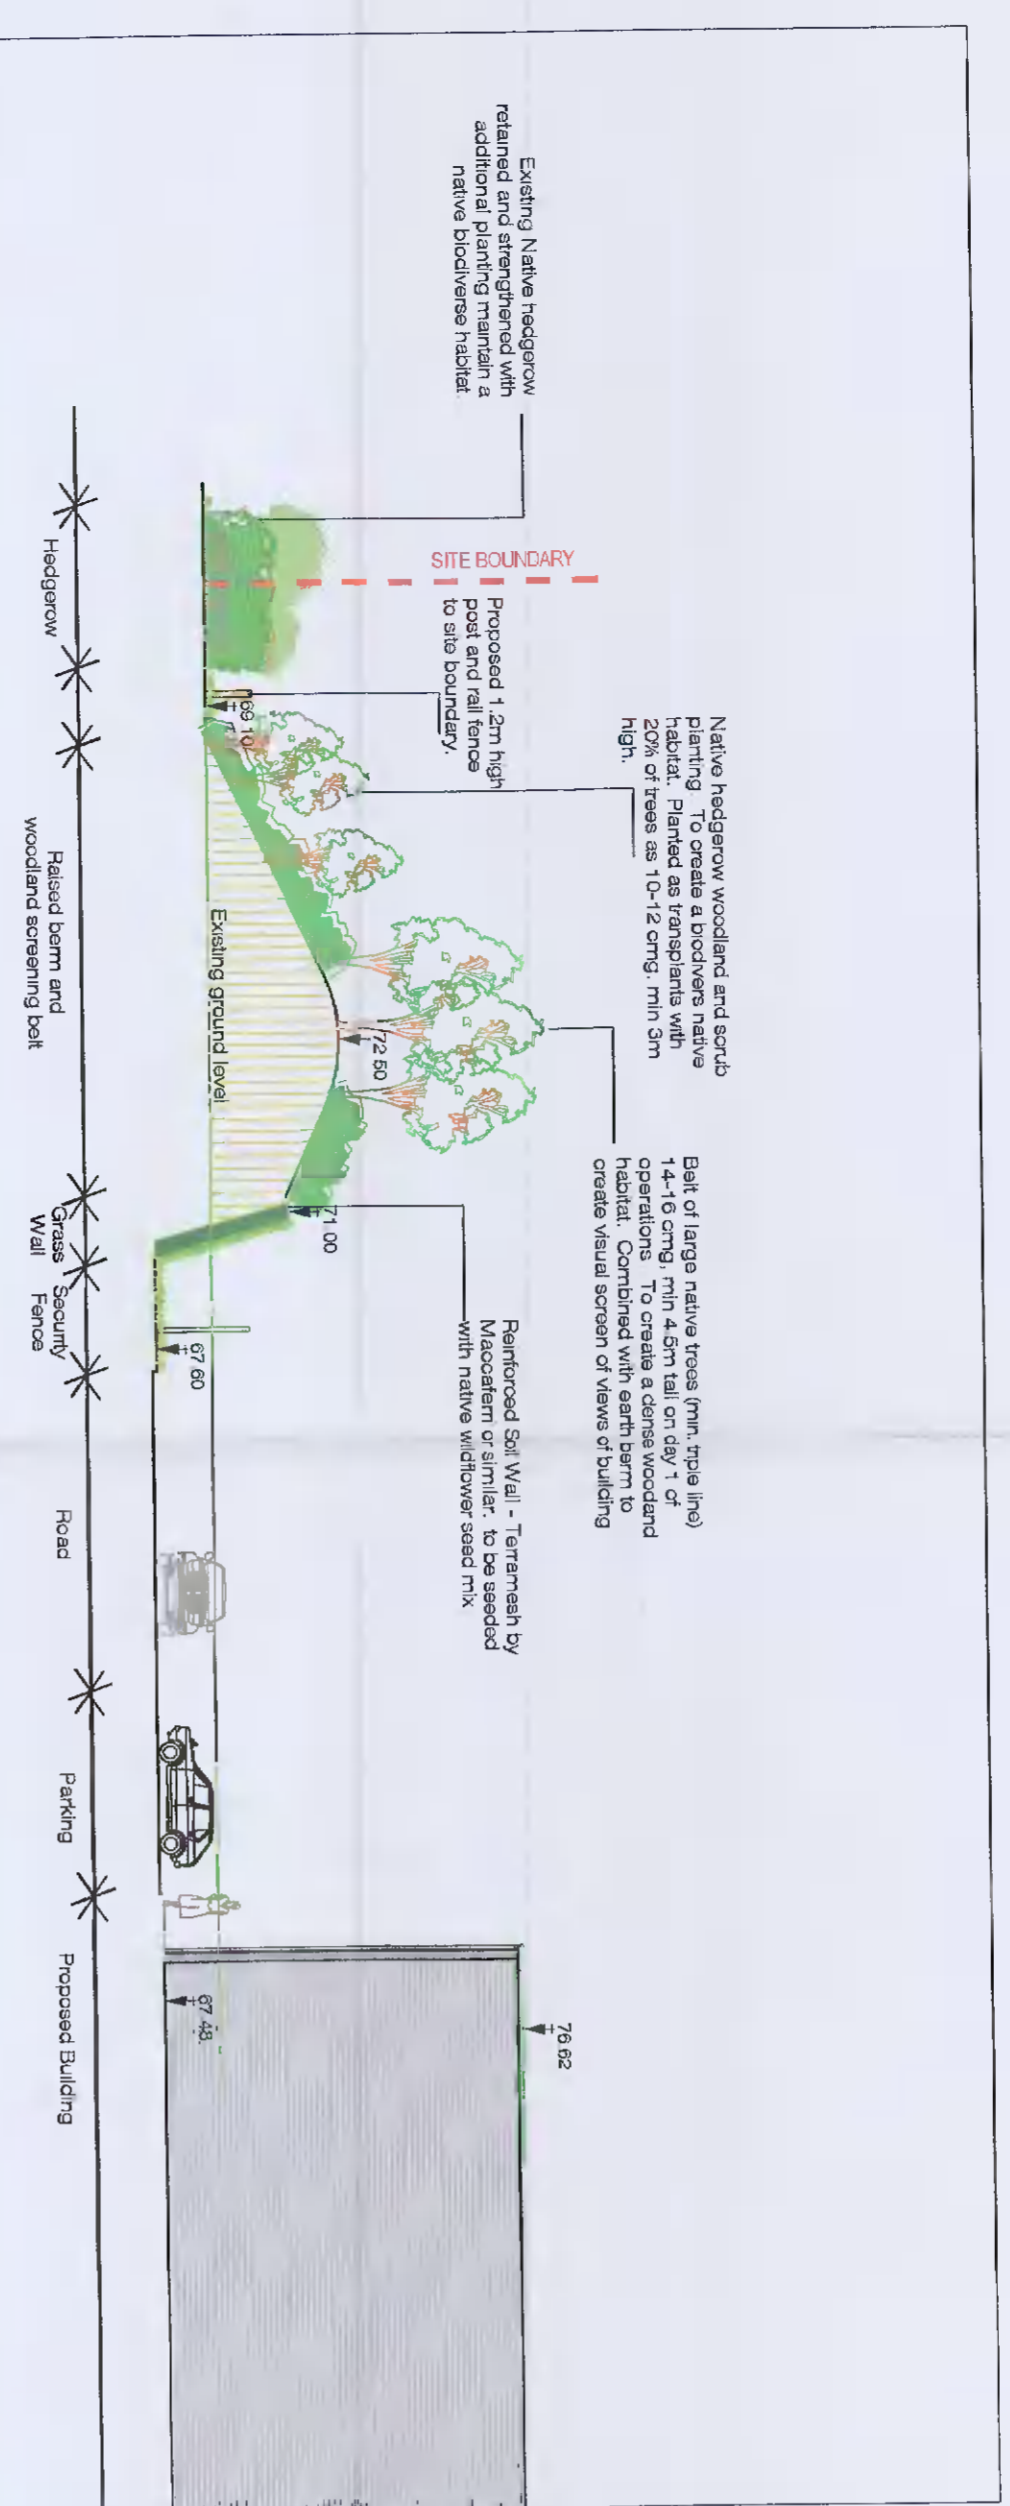 Existing Native hedgerow
retained and strengthened with
additional planting maintain a
native biodiverse habitat.
SITE BOUNDARY
Proposed 1.2m high
post and rail fence
to site boundary.
Native hedgerow woodland and scrub
planting. To create a biodivers native
habitat. Planted as transplants with
20% of trees as 10-12 cmg. min 3m
high.
Belt of large native trees (min. triple line)
14-16 cmg, min 4.5m tall on day 1 of
operations. To create a dense woodand
habitat. Combined with earth berm to
create visual screen of views of building
Reinforced Soil Wall - Terramesh by
Maccaferri or similar. to be seeded
with native wildflower seed mix
69.10
72.50
71.00
67.60
67.48.
76.62
Existing ground level
Hedgerow
Raised berm and
woodland screening belt
Grass
Wall
Security
Fence
Road
Parking
Proposed Building